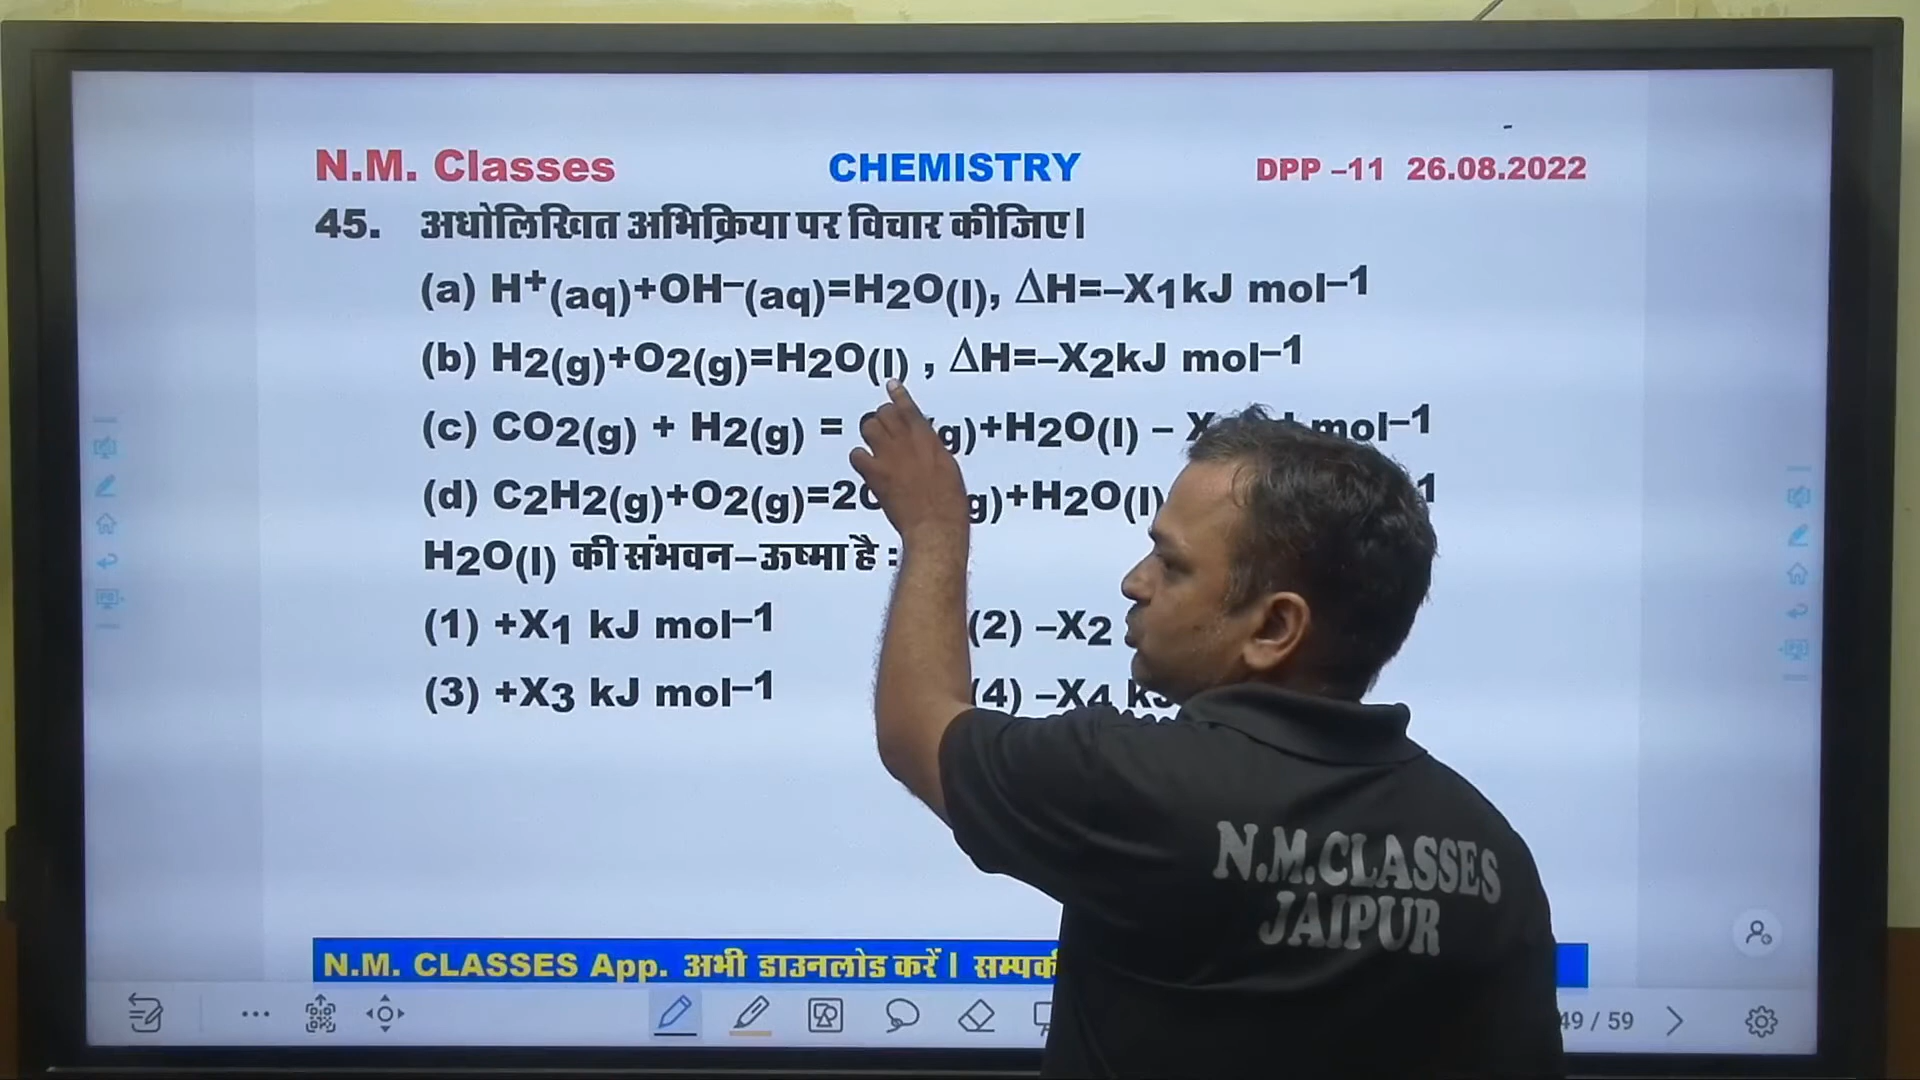 N.M. Classes CHEMISTRY DPP –11 26.08.2022
45. अधोलिखित अभिक्रिया पर विचार कीजिए।
(a) H⁺(aq)+OH⁻(aq)=H2O(l), ΔH=–X1kJ mol–1
(b) H2(g)+O2(g)=H2O(l) , ΔH=–X2kJ mol–1
(c) CO2(g) + H2(g) = g)+H2O(l) – X mol–1
(d) C2H2(g)+O2(g)=2C g)+H2O(l) 1
H2O(l) की संभवन–ऊष्मा है :
(1) +X1 kJ mol–1 (2) –X2
(3) +X3 kJ mol–1 (4) –X4 kJ
N.M.CLASSES
JAIPUR
N.M. CLASSES App. अभी डाउनलोड करें।
49 / 59